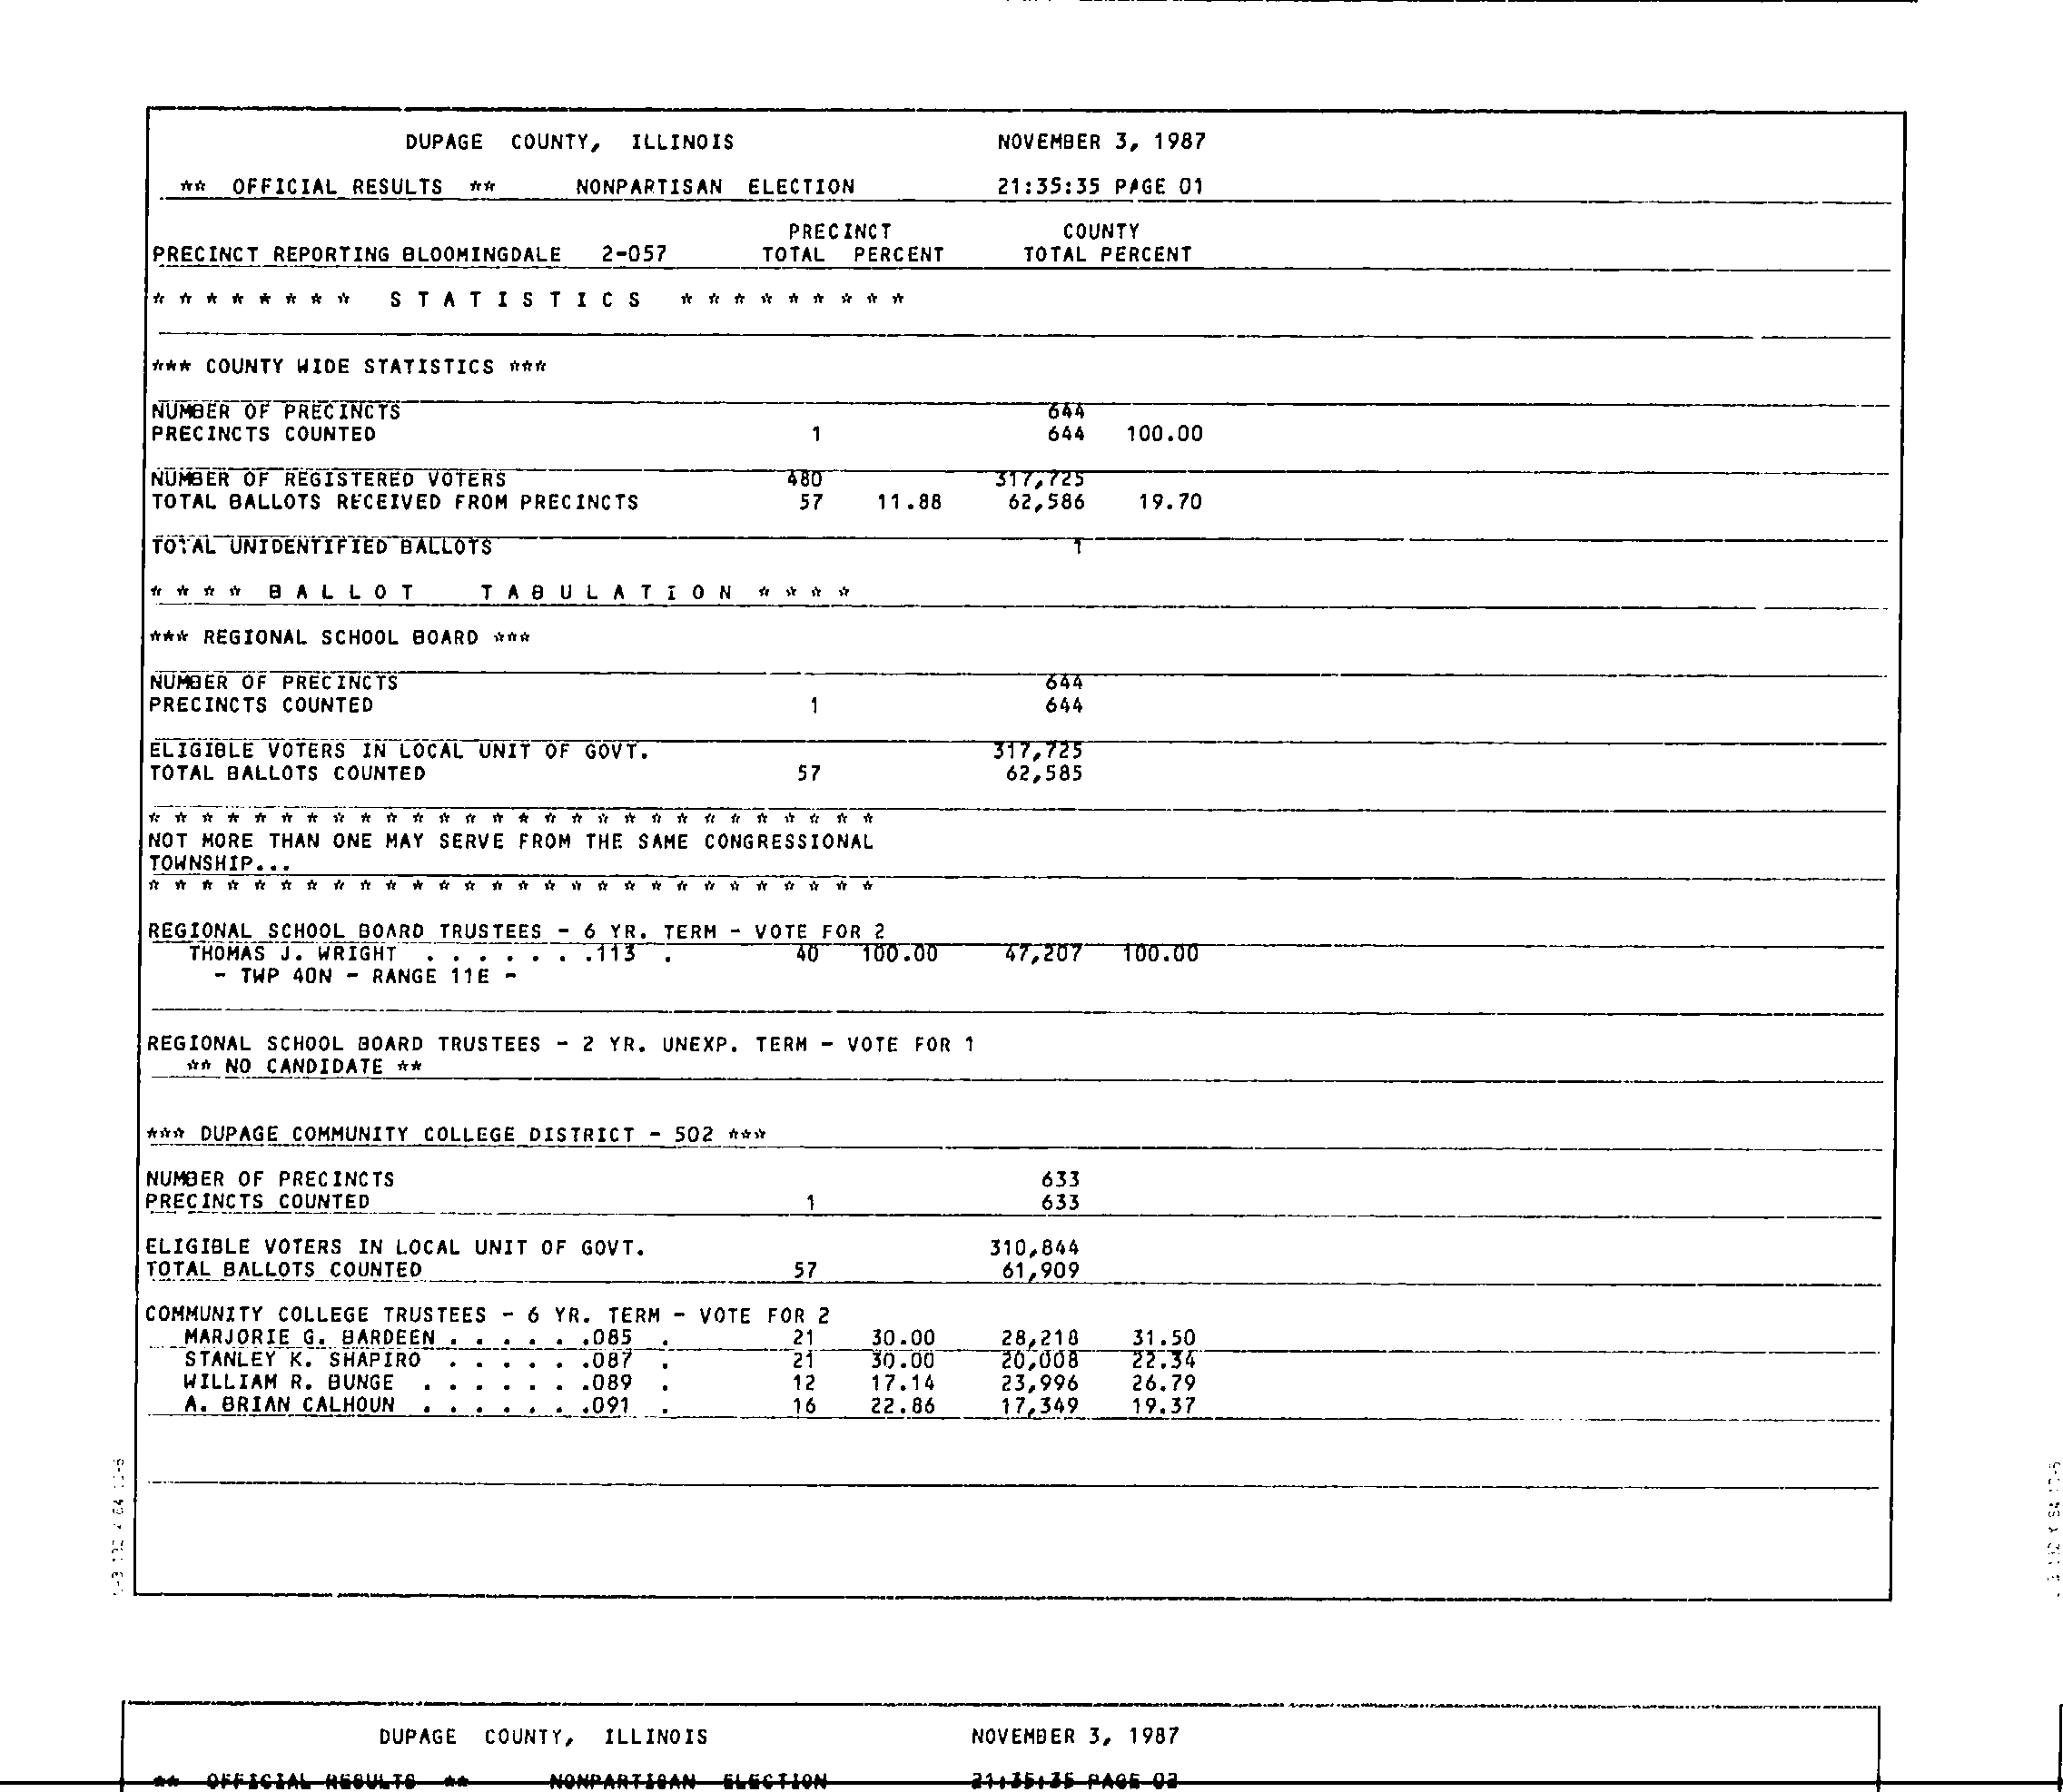 DUPAGE COUNTY, ILLINOIS NOVEMBER 3, 1987
** OFFICIAL RESULTS ** NONPARTISAN ELECTION 21:35:35 PAGE 01
PRECINCT COUNTY
PRECINCT REPORTING BLOOMINGDALE 2-057 TOTAL PERCENT TOTAL PERCENT
* * * * * * * * S T A T I S T I C S * * * * * * * * *
*** COUNTY WIDE STATISTICS ***
NUMBER OF PRECINCTS 644
PRECINCTS COUNTED 1 644 100.00
NUMBER OF REGISTERED VOTERS 480 317,725
TOTAL BALLOTS RECEIVED FROM PRECINCTS 57 11.88 62,586 19.70
TOTAL UNIDENTIFIED BALLOTS 1
* * * * B A L L O T T A B U L A T I O N * * * *
*** REGIONAL SCHOOL BOARD ***
NUMBER OF PRECINCTS 644
PRECINCTS COUNTED 1 644
ELIGIBLE VOTERS IN LOCAL UNIT OF GOVT. 317,725
TOTAL BALLOTS COUNTED 57 62,585
* * * * * * * * * * * * * * * * * * * * * * * * * * * *
NOT MORE THAN ONE MAY SERVE FROM THE SAME CONGRESSIONAL
TOWNSHIP...
* * * * * * * * * * * * * * * * * * * * * * * * * * * *
REGIONAL SCHOOL BOARD TRUSTEES - 6 YR. TERM - VOTE FOR 2
THOMAS J. WRIGHT . . . . . . .113 . 40 100.00 47,207 100.00
- TWP 40N - RANGE 11E -
REGIONAL SCHOOL BOARD TRUSTEES - 2 YR. UNEXP. TERM - VOTE FOR 1
** NO CANDIDATE **
*** DUPAGE COMMUNITY COLLEGE DISTRICT - 502 ***
NUMBER OF PRECINCTS 633
PRECINCTS COUNTED 1 633
ELIGIBLE VOTERS IN LOCAL UNIT OF GOVT. 310,844
TOTAL BALLOTS COUNTED 57 61,909
COMMUNITY COLLEGE TRUSTEES - 6 YR. TERM - VOTE FOR 2
MARJORIE G. BARDEEN . . . . . .085 . 21 30.00 28,218 31.50
STANLEY K. SHAPIRO . . . . . .087 . 21 30.00 20,008 22.34
WILLIAM R. BUNGE . . . . . . .089 . 12 17.14 23,996 26.79
A. BRIAN CALHOUN . . . . . . .091 . 16 22.86 17,349 19.37
DUPAGE COUNTY, ILLINOIS NOVEMBER 3, 1987
** OFFICIAL RESULTS ** NONPARTISAN ELECTION 21:35:35 PAGE 02